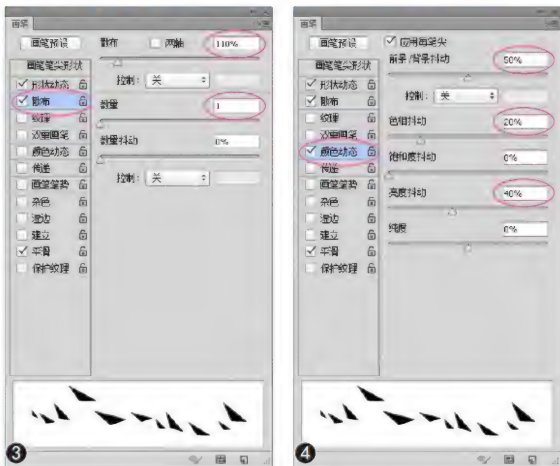 画笔
画笔预设
散布
两轴
110%
画笔笔尖形状
形状动态
控制：
关
散布
数量
1
纹理
双重画笔
数量抖动
0%
颜色动态
传递
控制：
关
画笔笔势
杂色
湿边
建立
平滑
保护纹理
3
画笔
画笔预设
应用每笔尖
前景/背景抖动
50%
画笔笔尖形状
形状动态
控制：
关
散布
纹理
色相抖动
20%
双重画笔
颜色动态
饱和度抖动
0%
传递
画笔笔势
亮度抖动
40%
杂色
湿边
纯度
0%
建立
平滑
保护纹理
4